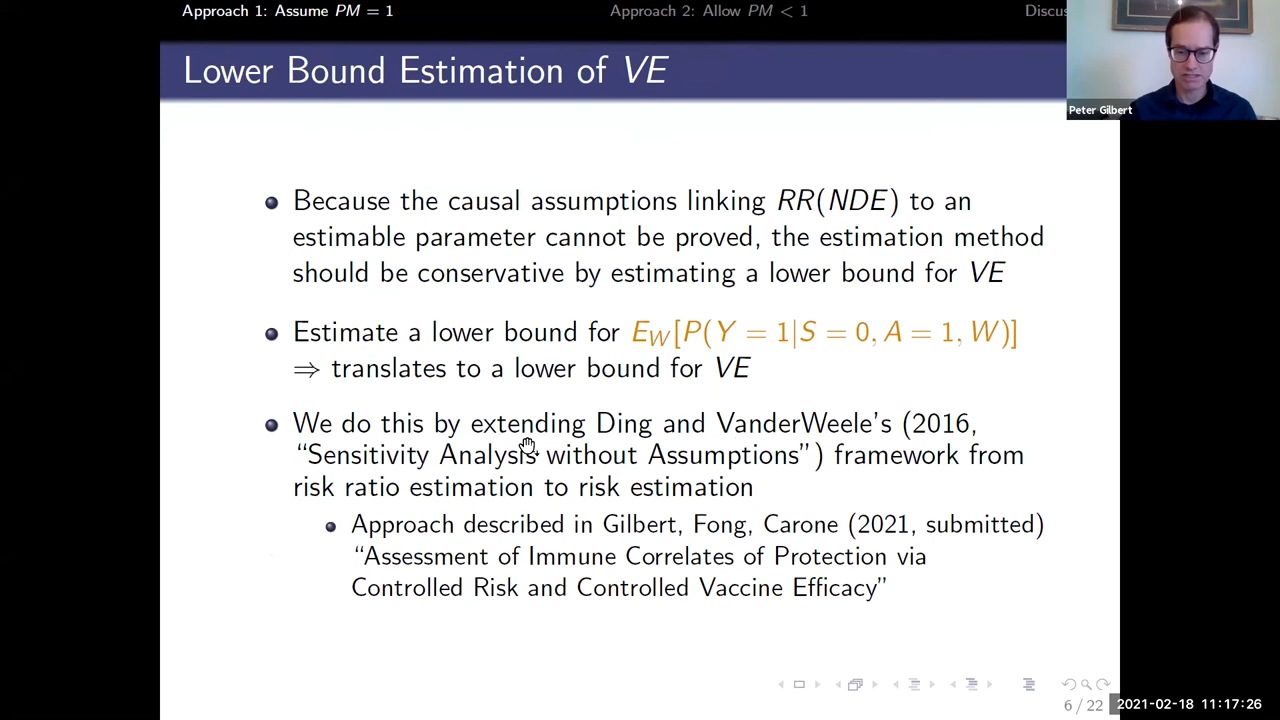 Approach 1: Assume PM = 1
Approach 2: Allow PM < 1
Discus
Lower Bound Estimation of VE
Peter Gilbert
Because the causal assumptions linking RR(NDE) to an
estimable parameter cannot be proved, the estimation method
should be conservative by estimating a lower bound for VE
Estimate a lower bound for E_W[P(Y = 1|S = 0, A = 1, W)]
⇒ translates to a lower bound for VE
We do this by extending Ding and VanderWeele's (2016,
“Sensitivity Analysis without Assumptions”) framework from
risk ratio estimation to risk estimation
Approach described in Gilbert, Fong, Carone (2021, submitted)
“Assessment of Immune Correlates of Protection via
Controlled Risk and Controlled Vaccine Efficacy”
6 / 22
2021-02-18 11:17:26